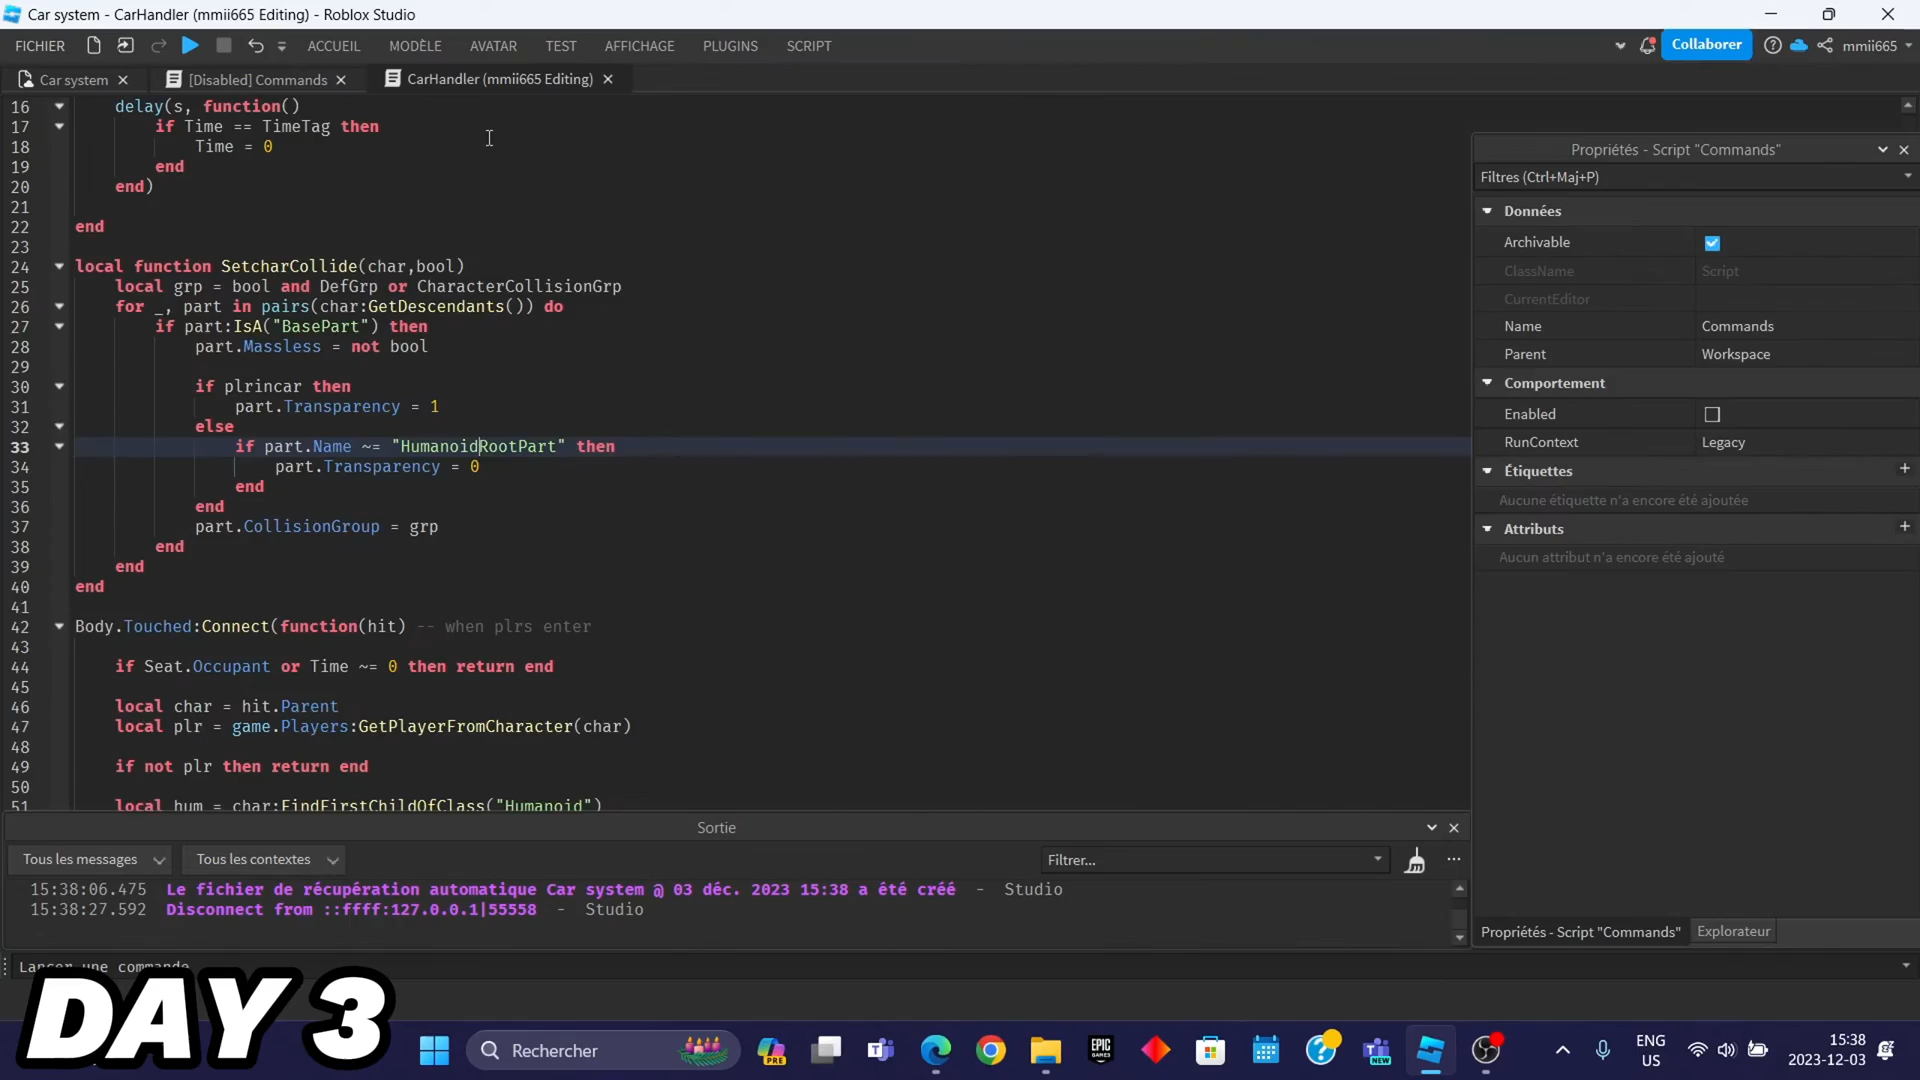 Car system - CarHandler (mmii665 Editing) - Roblox Studio
FICHIER ACCUEIL MODÈLE AVATAR TEST AFFICHAGE PLUGINS SCRIPT Collaborer mmii665
Car system [Disabled] Commands CarHandler (mmii665 Editing)
16 delay(s, function()
17 if Time == TimeTag then
18 Time = 0
19 end
20 end)
21
22 end
23
24 local function SetcharCollide(char,bool)
25 local grp = bool and DefGrp or CharacterCollisionGrp
26 for _, part in pairs(char:GetDescendants()) do
27 if part:IsA("BasePart") then
28 part.Massless = not bool
29
30 if plrincar then
31 part.Transparency = 1
32 else
33 if part.Name ~= "HumanoidRootPart" then
34 part.Transparency = 0
35 end
36 end
37 part.CollisionGroup = grp
38 end
39 end
40 end
41
42 Body.Touched:Connect(function(hit) -- when plrs enter
43
44 if Seat.Occupant or Time ~= 0 then return end
45
46 local char = hit.Parent
47 local plr = game.Players:GetPlayerFromCharacter(char)
48
49 if not plr then return end
50
51 local hum = char:FindFirstChildOfClass("Humanoid")
Propriétés - Script "Commands"
Filtres (Ctrl+Maj+P)
Données
Archivable
ClassName Script
CurrentEditor
Name Commands
Parent Workspace
Comportement
Enabled
RunContext Legacy
Étiquettes +
Aucune étiquette n'a encore été ajoutée
Attributs +
Aucun attribut n'a encore été ajouté
Propriétés - Script "Commands" Explorateur
Sortie
Tous les messages Tous les contextes Filtrer...
15:38:06.475 Le fichier de récupération automatique Car system @ 03 déc. 2023 15:38 a été créé - Studio
15:38:27.592 Disconnect from ::ffff:127.0.0.1|55558 - Studio
Lancer une commande
DAY 3
Rechercher
PRE
EPIC GAMES
NEW
ENG
US
15:38
2023-12-03